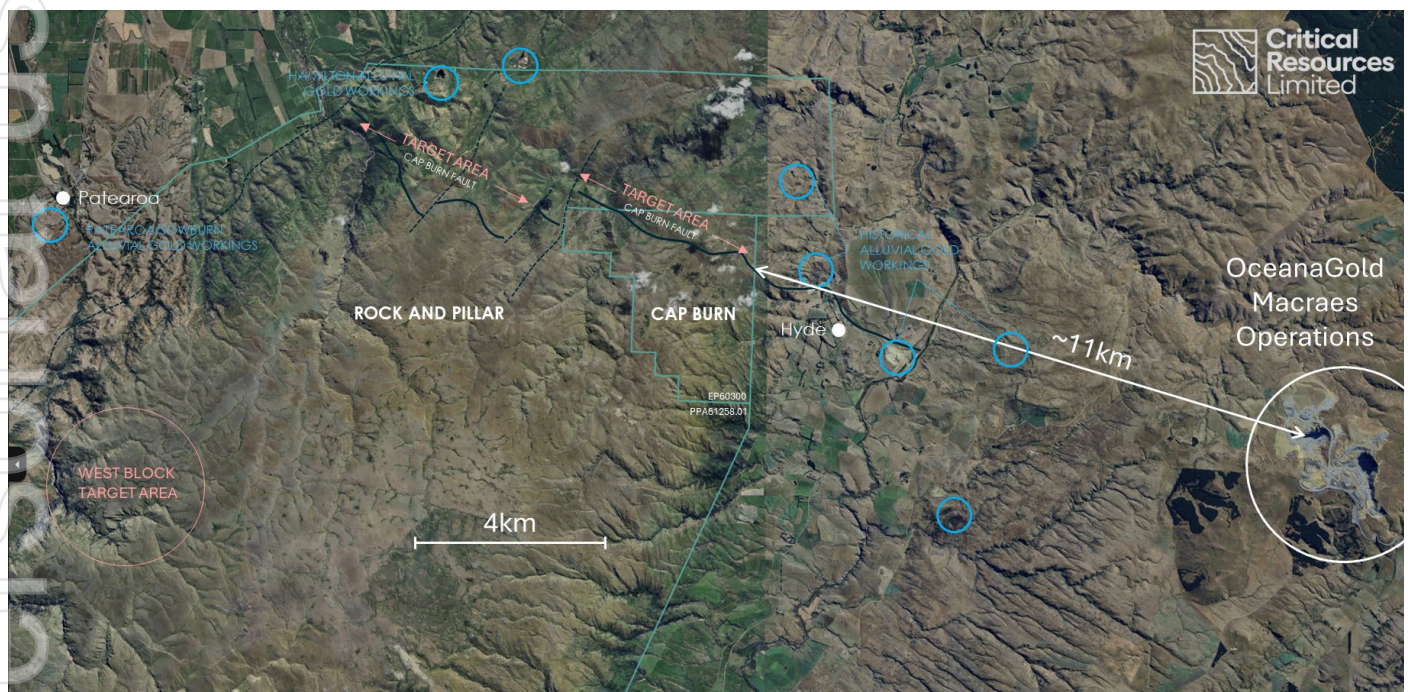 Critical
Resources
Limited
HAMILTON ALLUVIAL
GOLD WORKINGS
TARGET AREA
CAP BURN FAULT
TARGET AREA
CAP BURN FAULT
Patearoa
ALLUVIAL GUILD WORKINGS
HISTORICAL
ALLUVIAL GOLD
WORKINGS
OceanaGold
Macraes
Operations
ROCK AND PILLAR
CAP BURN
Hyde
~11km
EP60300
PPA61258.01
WEST BLOCK
TARGET AREA
4km